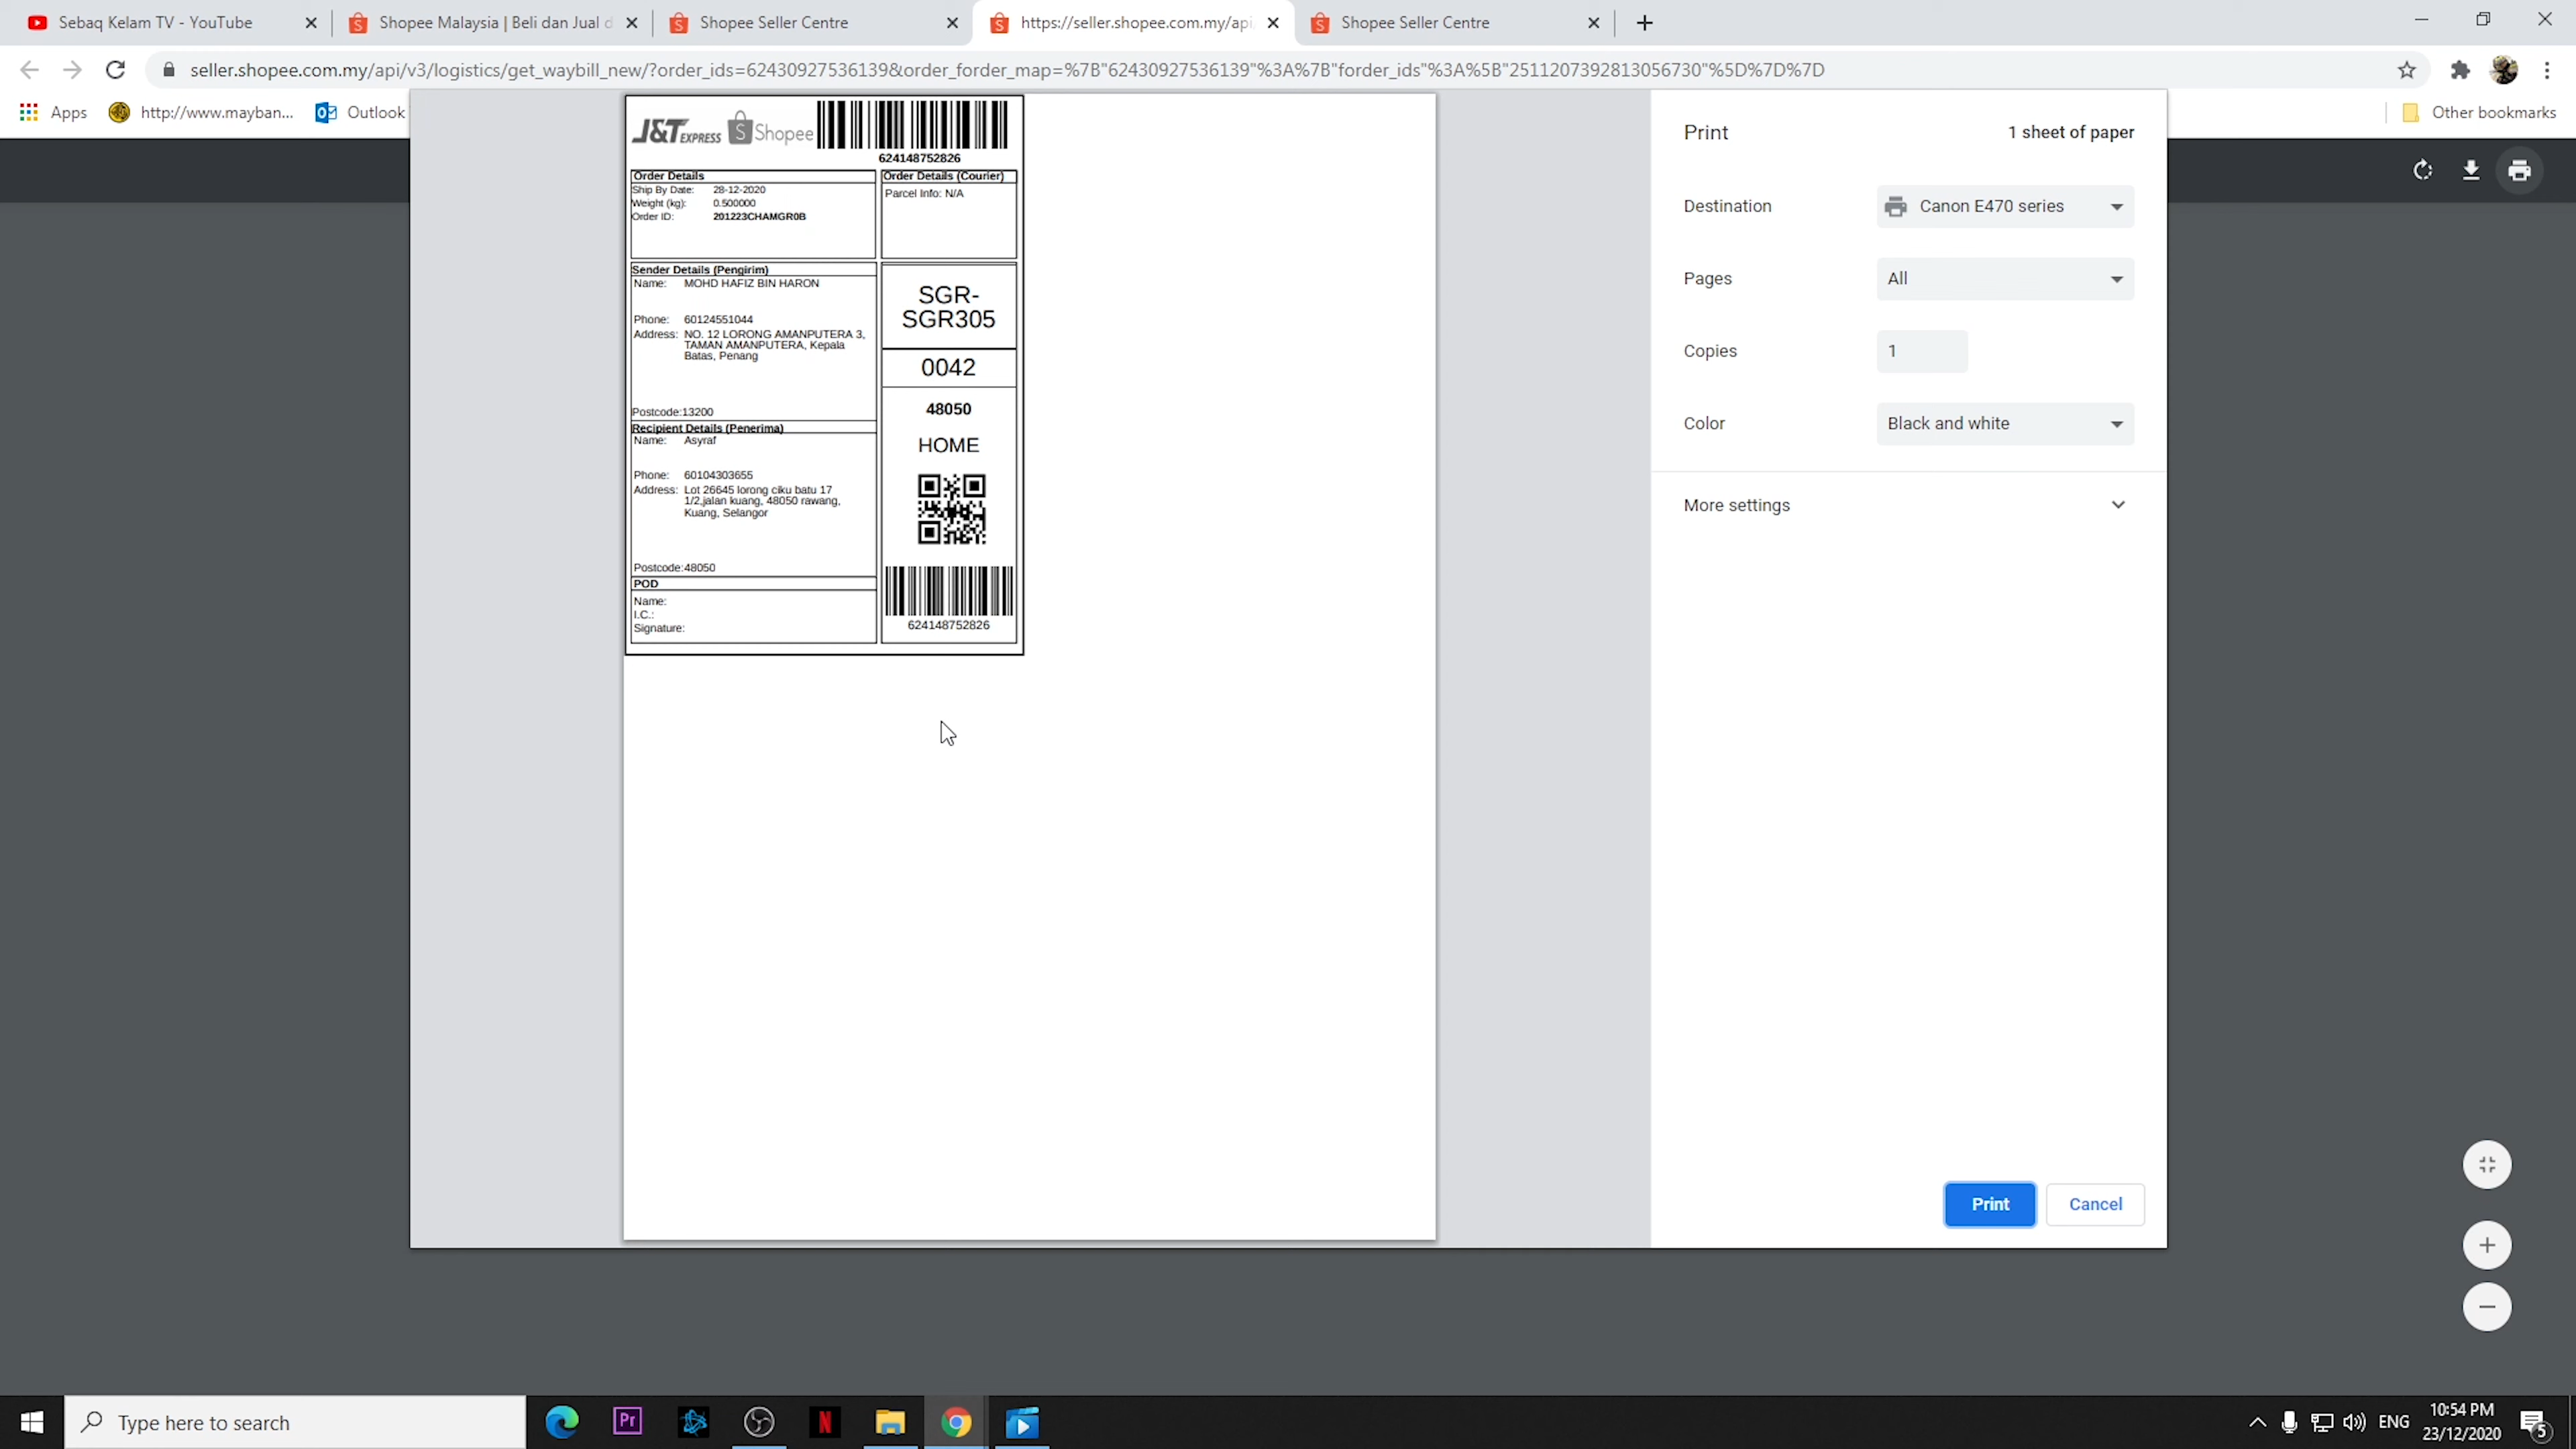 Sebaq Kelam TV - YouTube
Shopee Malaysia | Beli dan Jual d
Shopee Seller Centre
https://seller.shopee.com.my/api
Shopee Seller Centre
seller.shopee.com.my/api/v3/logistics/get_waybill_new/?order_ids=62430927536139&order_forder_map=%7B"62430927536139"%3A%7B"forder_ids"%3A%5B"2511207392813056730"%5D%7D%7D
Apps
http://www.mayban...
Outlook
Other bookmarks
J&T EXPRESS
S Shopee
624148752826
Order Details
Ship By Date: 28-12-2020
Weight (kg): 0.500000
Order ID: 201223CHAMGR0B
Order Details (Courier)
Parcel Info: N/A
Sender Details (Pengirim)
Name: MOHD HAFIZ BIN HARON
Phone: 60124551044
Address: NO. 12 LORONG AMANPUTERA 3,
TAMAN AMANPUTERA, Kepala
Batas, Penang
Postcode:13200
Recipient Details (Penerima)
Name: Asyraf
Phone: 60104303655
Address: Lot 26645 lorong ciku batu 17
1/2,jalan kuang, 48050 rawang,
Kuang, Selangor
Postcode:48050
POD
Name:
I.C.:
Signature:
SGR-
SGR305
0042
48050
HOME
624148752826
Print
1 sheet of paper
Destination
Canon E470 series
Pages
All
Copies
1
Color
Black and white
More settings
Print
Cancel
Type here to search
Pr
N
ENG
10:54 PM
23/12/2020
5